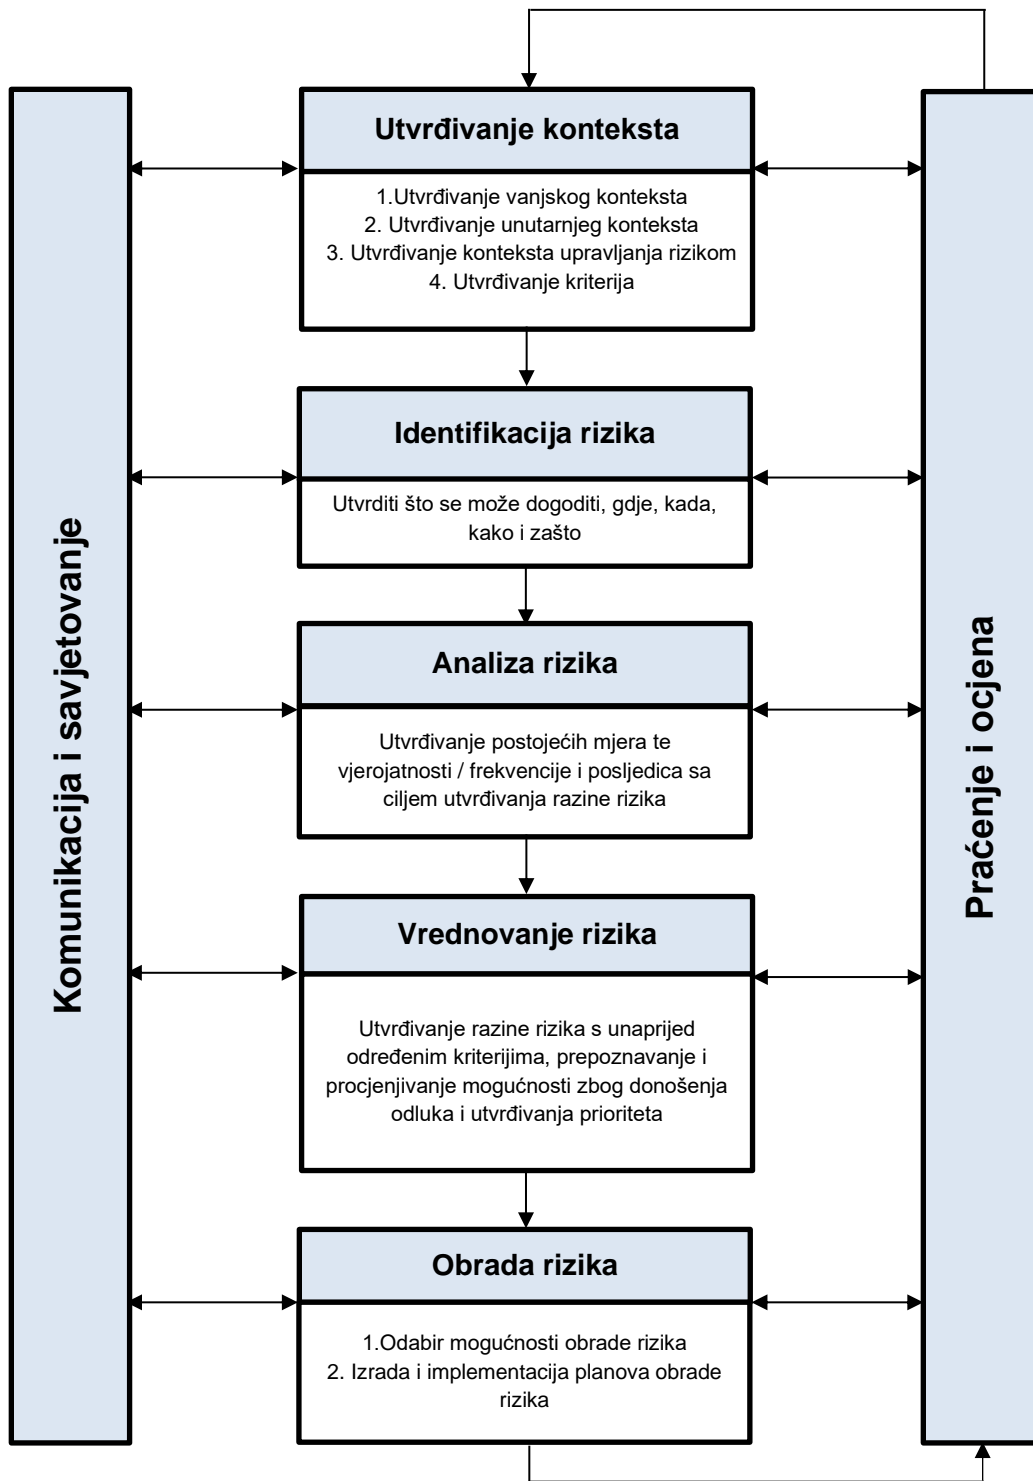 Utvrđivanje konteksta
1.Utvrđivanje vanjskog konteksta
2. Utvrđivanje unutarnjeg konteksta
3. Utvrđivanje konteksta upravljanja rizikom
4. Utvrđivanje kriterija
Identifikacija rizika
Utvrditi što se može dogoditi, gdje, kada,
kako i zašto
Analiza rizika
Utvrđivanje postojećih mjera te
vjerojatnosti / frekvencije i posljedica sa
ciljem utvrđivanja razine rizika
Vrednovanje rizika
Utvrđivanje razine rizika s unaprijed
određenim kriterijima, prepoznavanje i
procjenjivanje mogućnosti zbog donošenja
odluka i utvrđivanja prioriteta
Obrada rizika
1.Odabir mogućnosti obrade rizika
2. Izrada i implementacija planova obrade
rizika
Komunikacija i savjetovanje
Praćenje i ocjena